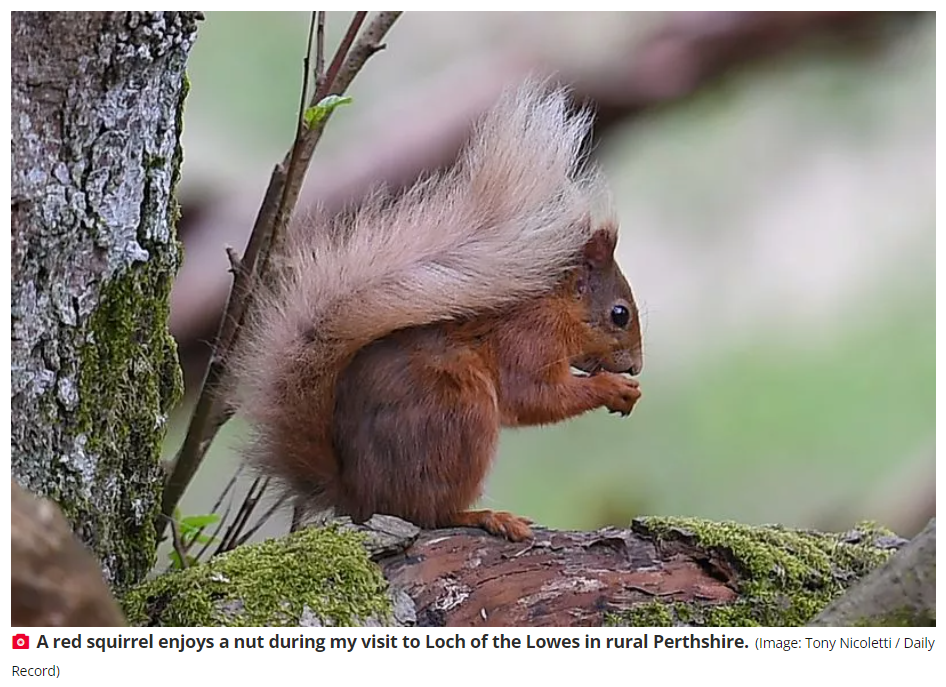 A red squirrel enjoys a nut during my visit to Loch of the Lowes in rural Perthshire. (Image: Tony Nicoletti / Daily
Record)